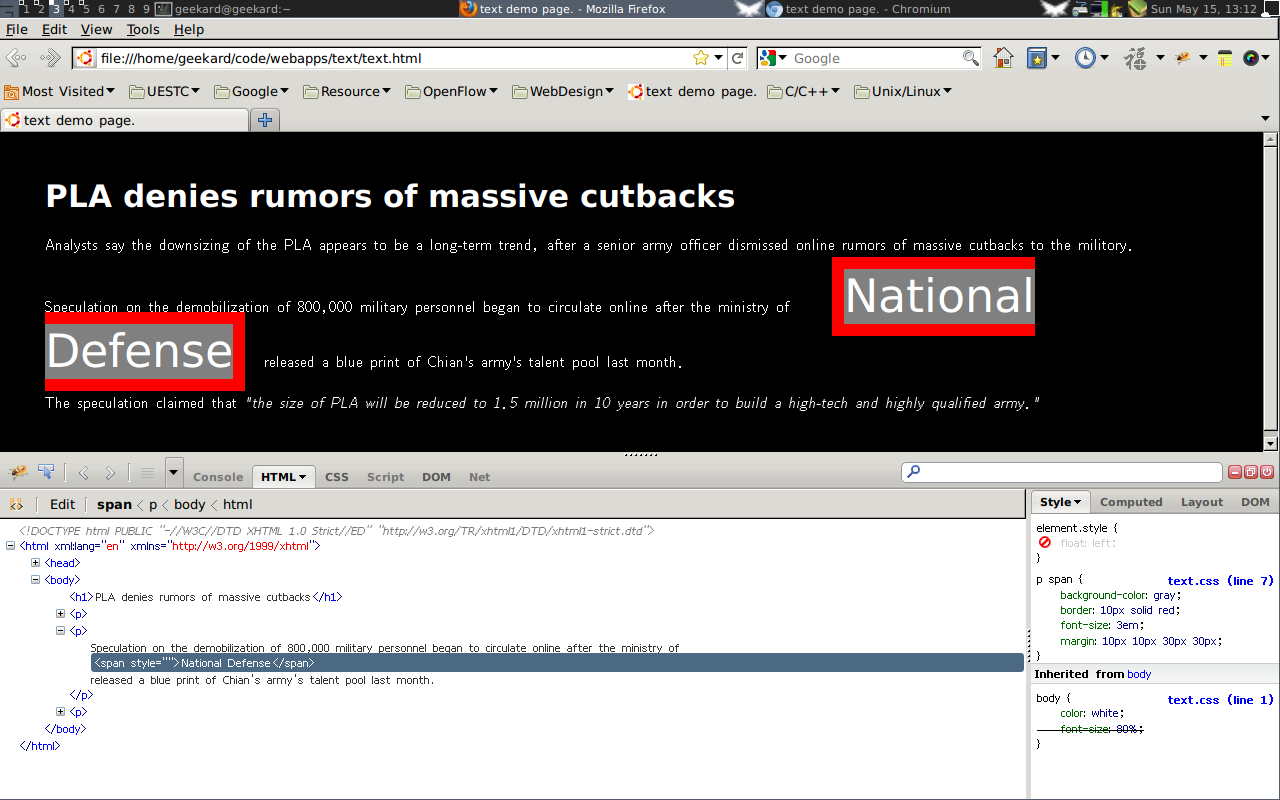 1 2 3 4 5 6 7 8 9 geekard@geekard:~ text demo page. - Mozilla Firefox text demo page. - Chromium Sun May 15, 13:12
File Edit View Tools Help
file:///home/geekard/code/webapps/text/text.html Google 福
Most Visited UESTC Google Resource OpenFlow WebDesign text demo page. C/C++ Unix/Linux
text demo page.
PLA denies rumors of massive cutbacks
Analysts say the downsizing of the PLA appears to be a long-term trend, after a senior army officer dismissed online rumors of massive cutbacks to the military.
Speculation on the demobilization of 800,000 military personnel began to circulate online after the ministry of National
Defense released a blue print of Chian's army's talent pool last month.
The speculation claimed that "the size of PLA will be reduced to 1.5 million in 10 years in order to build a high-tech and highly qualified army."
Console HTML CSS Script DOM Net
Edit span < p < body < html
<!DOCTYPE html PUBLIC "-//W3C//DTD XHTML 1.0 Strict//ED" "http://w3.org/TR/xhtml1/DTD/xhtml1-strict.dtd">
<html xml:lang="en" xmlns="http://w3.org/1999/xhtml">
<head>
<body>
<h1>PLA denies rumors of massive cutbacks</h1>
<p>
<p>
Speculation on the demobilization of 800,000 military personnel began to circulate online after the ministry of
<span style="">National Defense</span>
released a blue print of Chian's army's talent pool last month.
</p>
<p>
</body>
</html>
Style Computed Layout DOM
element.style {
float: left;
}
p span { text.css (line 7)
background-color: gray;
border: 10px solid red;
font-size: 3em;
margin: 10px 10px 30px 30px;
}
Inherited from body
body { text.css (line 1)
color: white;
font-size: 80%;
}